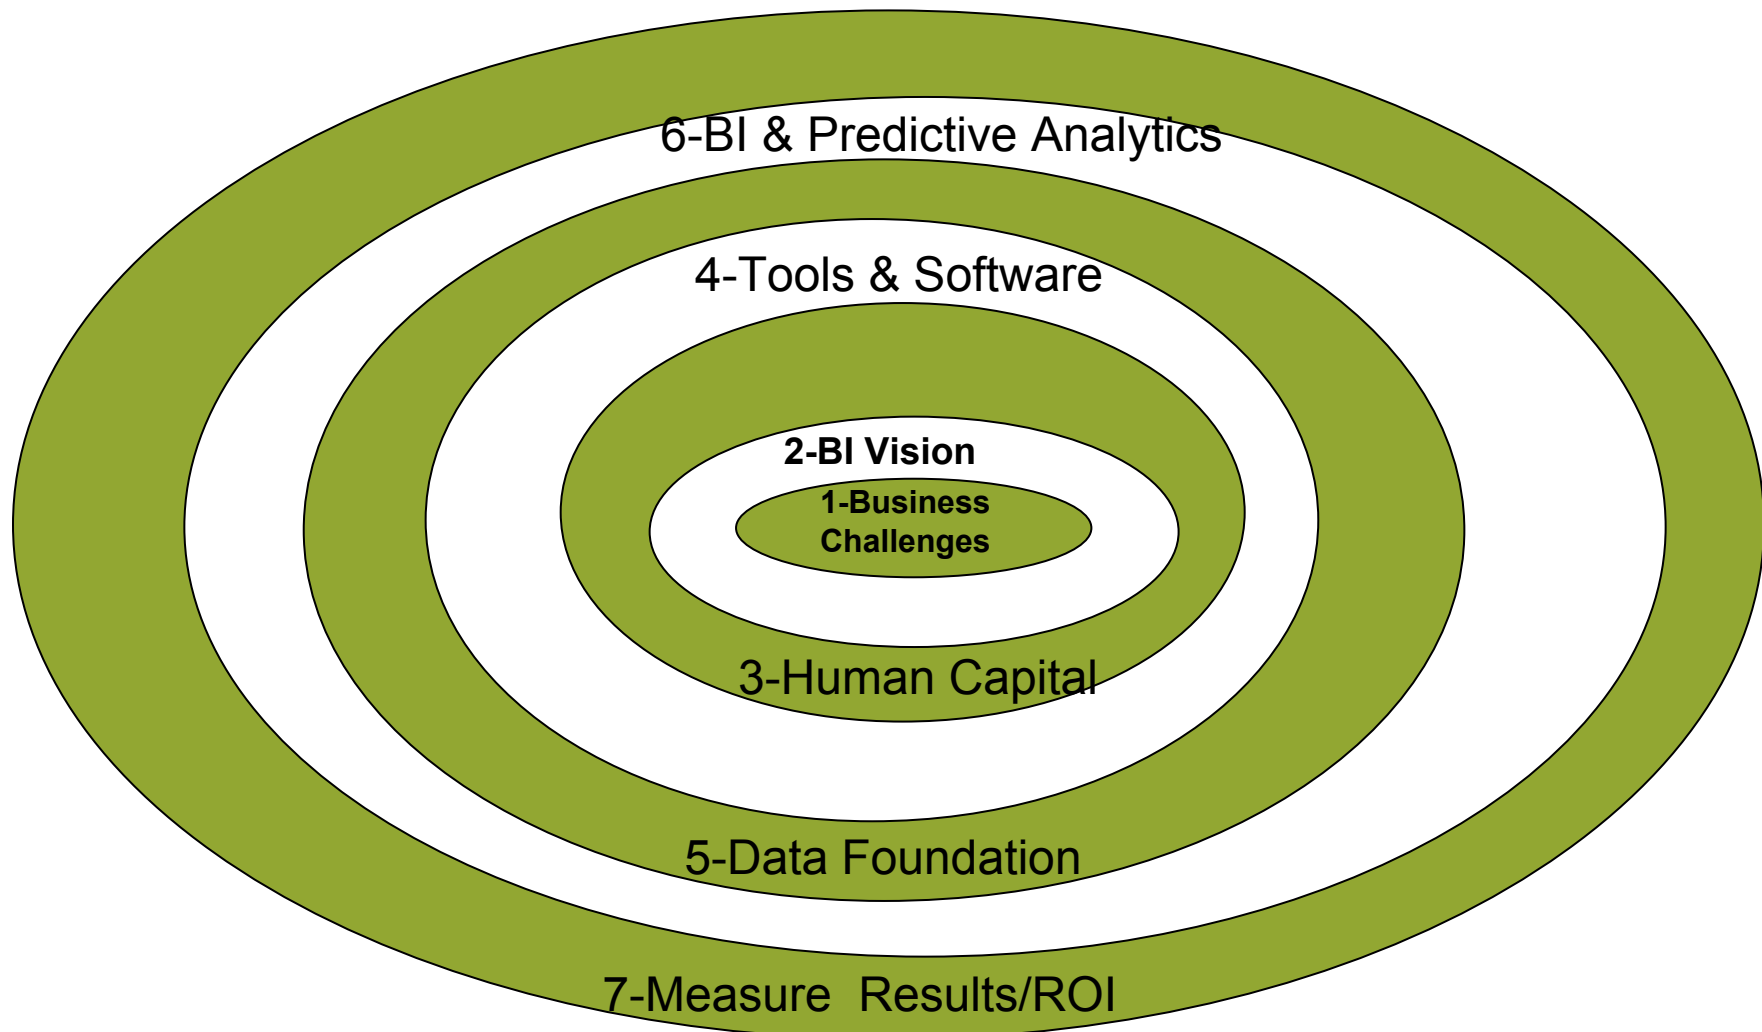 6-BI & Predictive Analytics
4-Tools & Software
2-BI Vision
1-Business
Challenges
3-Human Capital
5-Data Foundation
7-Measure  Results/ROI